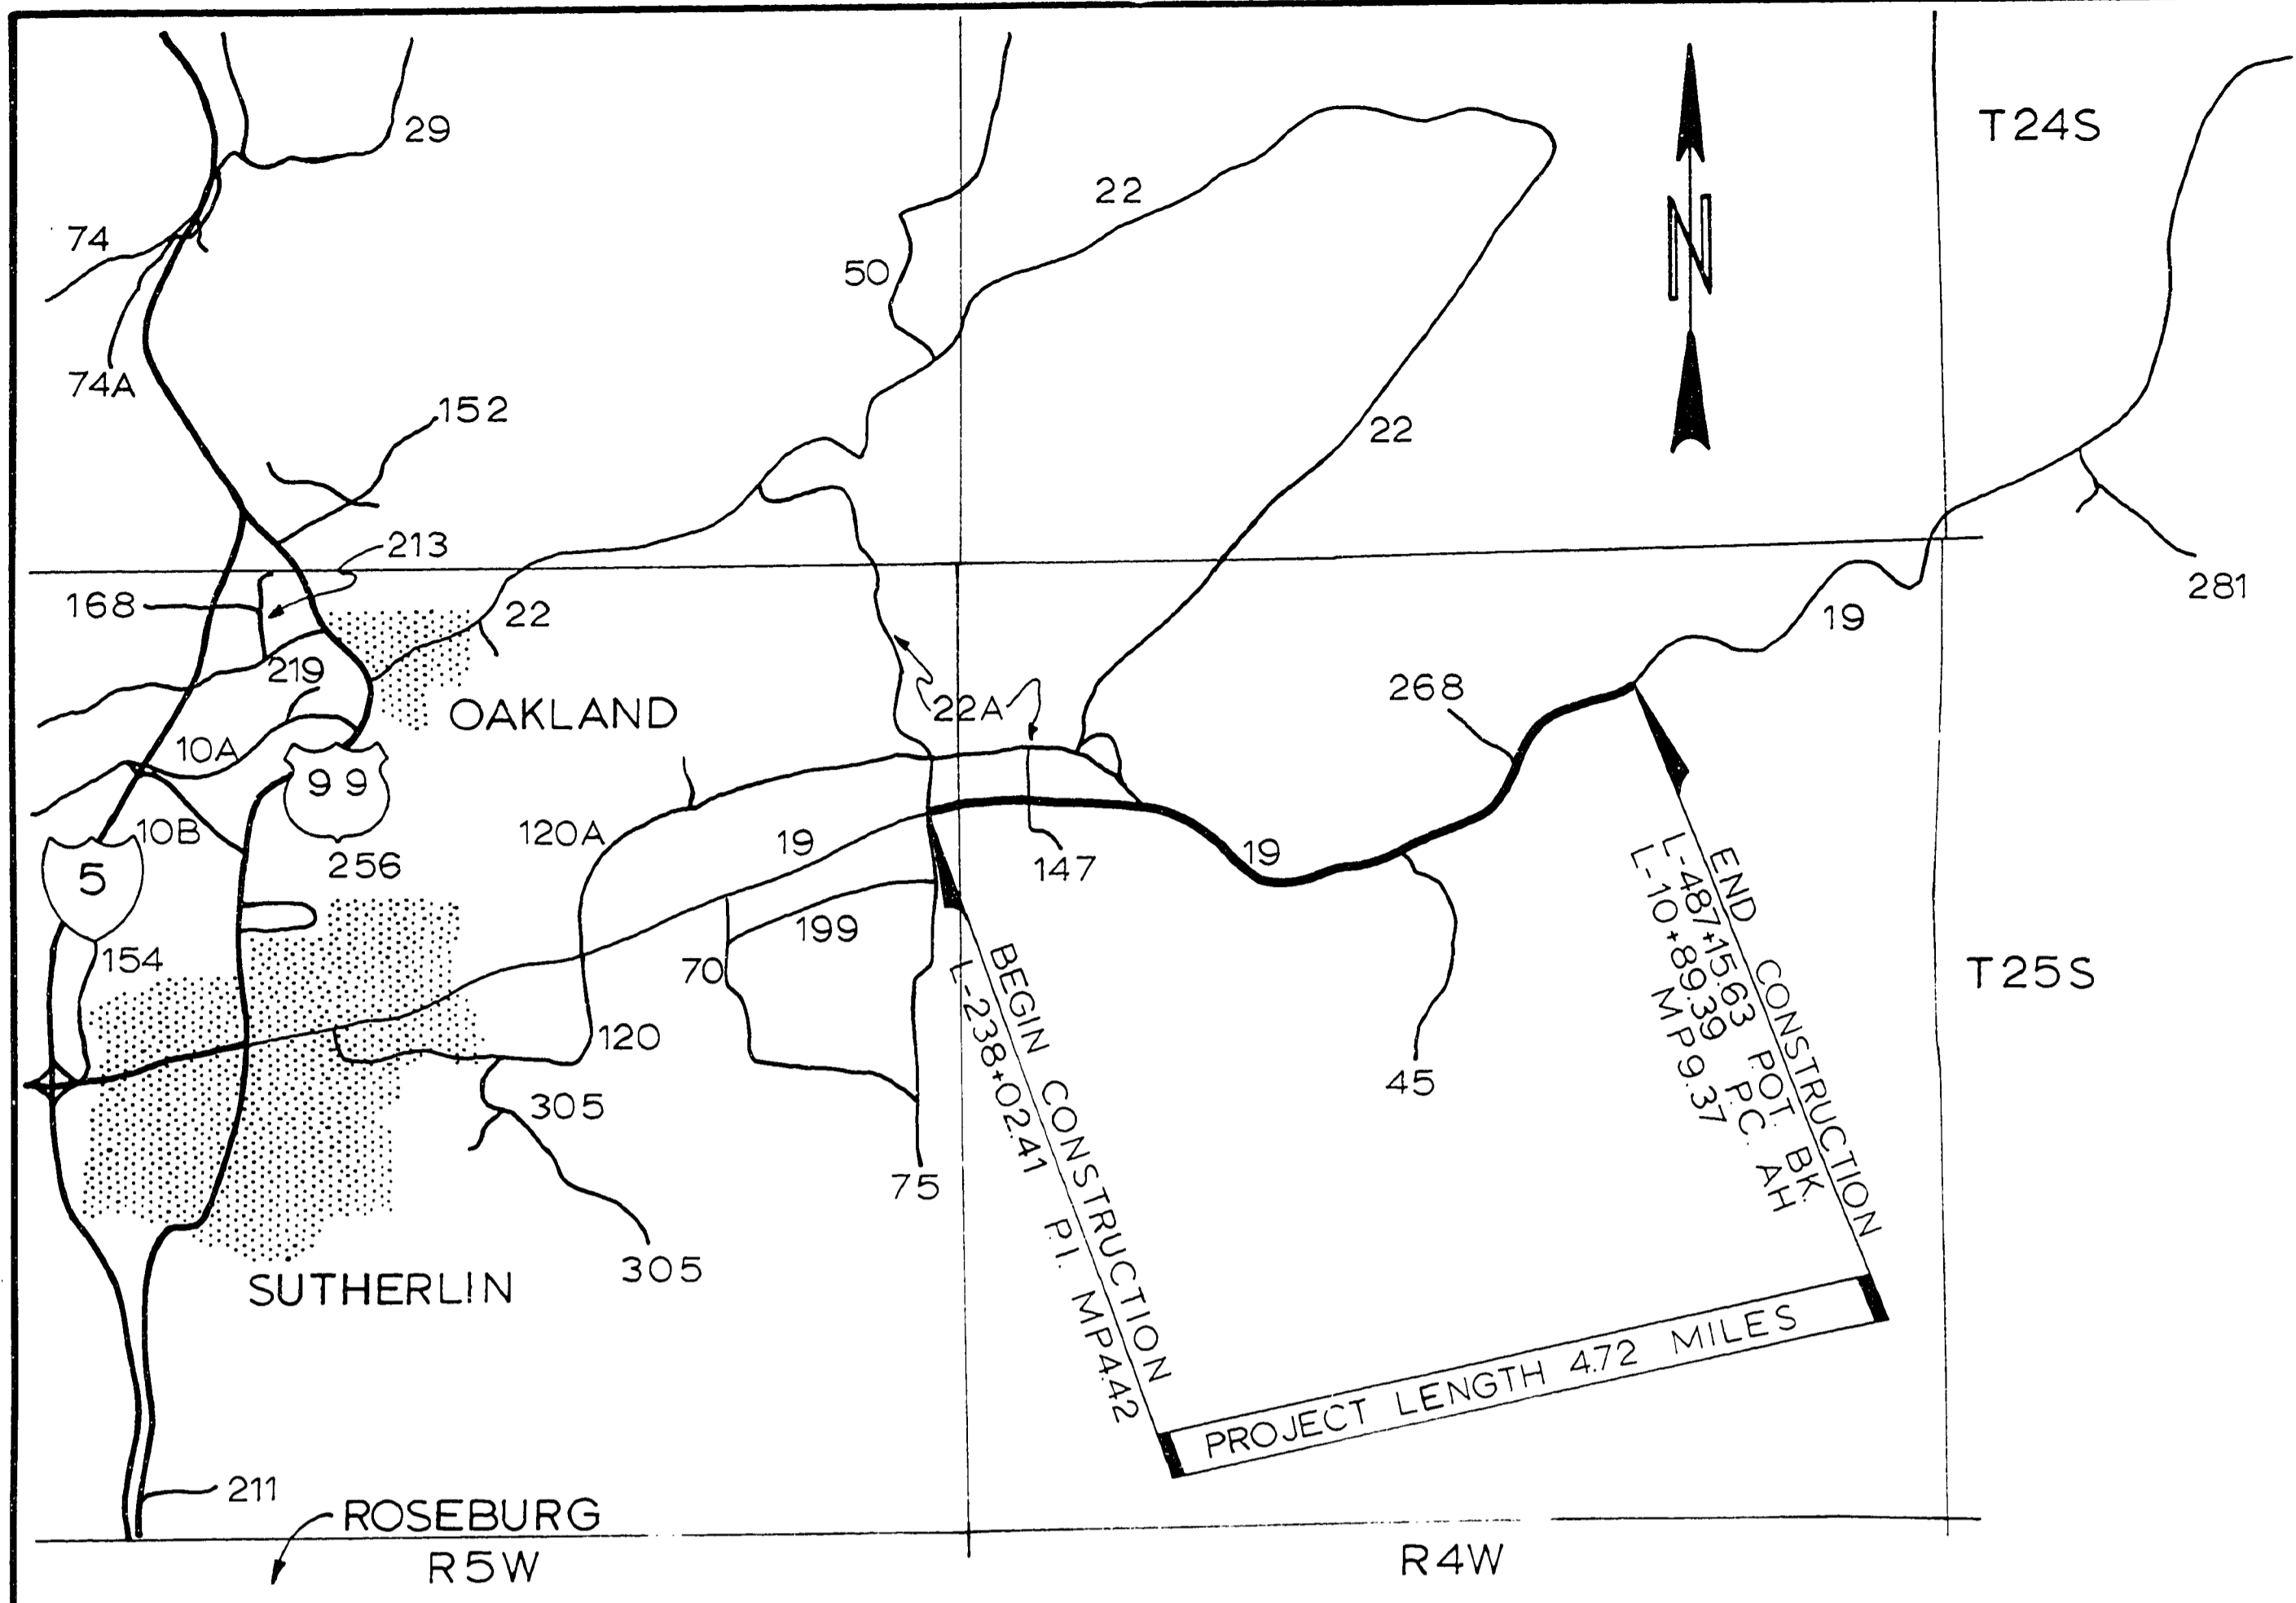 29
T24S
22
74
50
N
74A
152
22
213
281
168
22
19
219
268
22A
OAKLAND
10A
99
10B
120A
19
19
147
256
5
199
154
70
T25S
120
45
305
75
305
SUTHERLIN
BEGIN CONSTRUCTION
L-238+02.41 P.I. MP4.42
END CONSTRUCTION
L-487+15.63 P.O.T. BK.
L-10+89.39 P.C. AH
MP9.37
PROJECT LENGTH 4.72 MILES
211
ROSEBURG
R5W
R4W